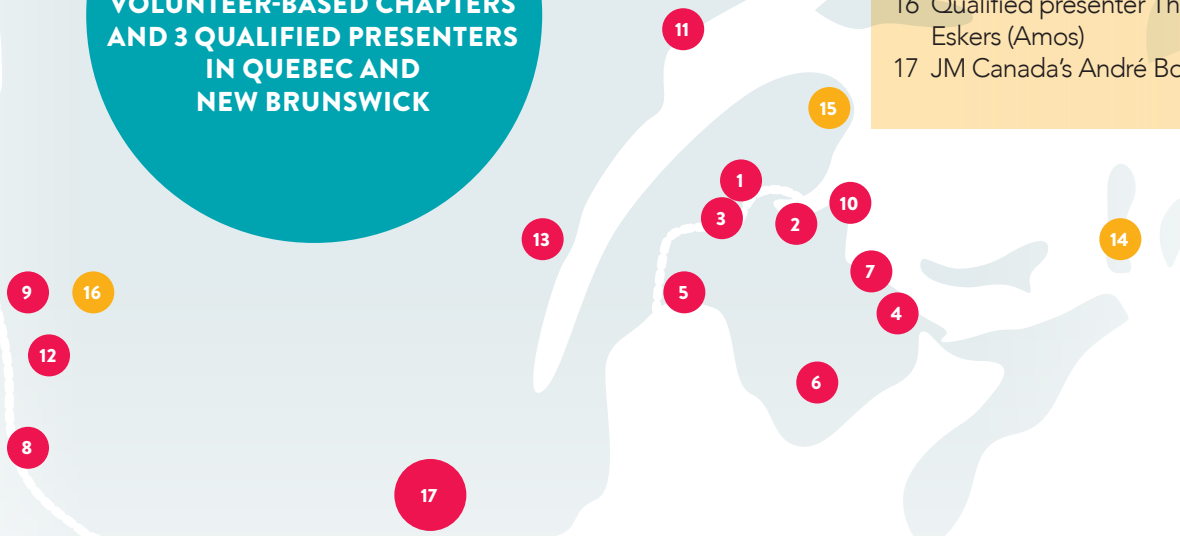 VOLUNTEER-BASED CHAPTERS
AND 3 QUALIFIED PRESENTERS
IN QUEBEC AND
NEW BRUNSWICK
16 Qualified presenter
Eskers (Amos)
17 JM Canada's André
11
15
1
3
2
10
13
14
7
9
16
5
4
12
6
8
17